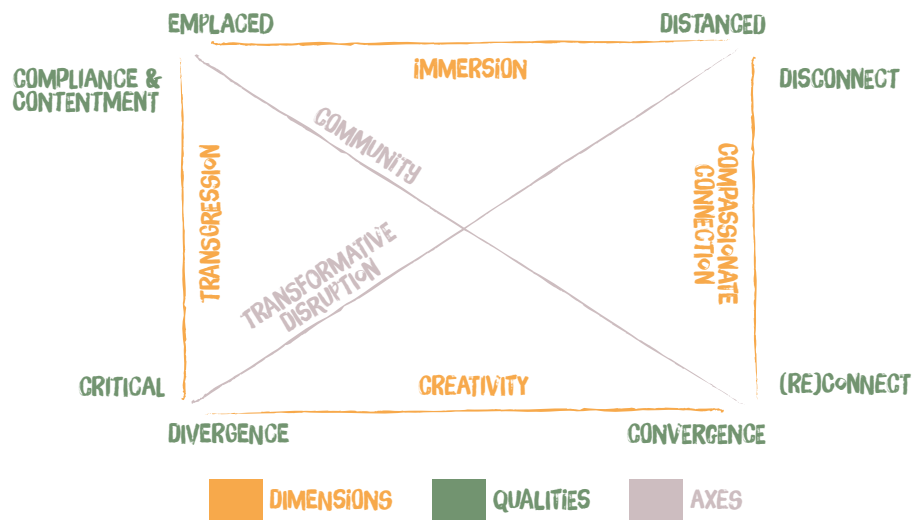 EMPLACED
DISTANCED
IMMERSION
COMPLIANCE &
CONTENTMENT
DISCONNECT
COMMUNITY
TRANSGRESSION
COMPASSIONATE
CONNECTION
TRANSFORMATIVE
DISRUPTION
CRITICAL
CREATIVITY
(RE)CONNECT
DIVERGENCE
CONVERGENCE
DIMENSIONS
QUALITIES
AXES